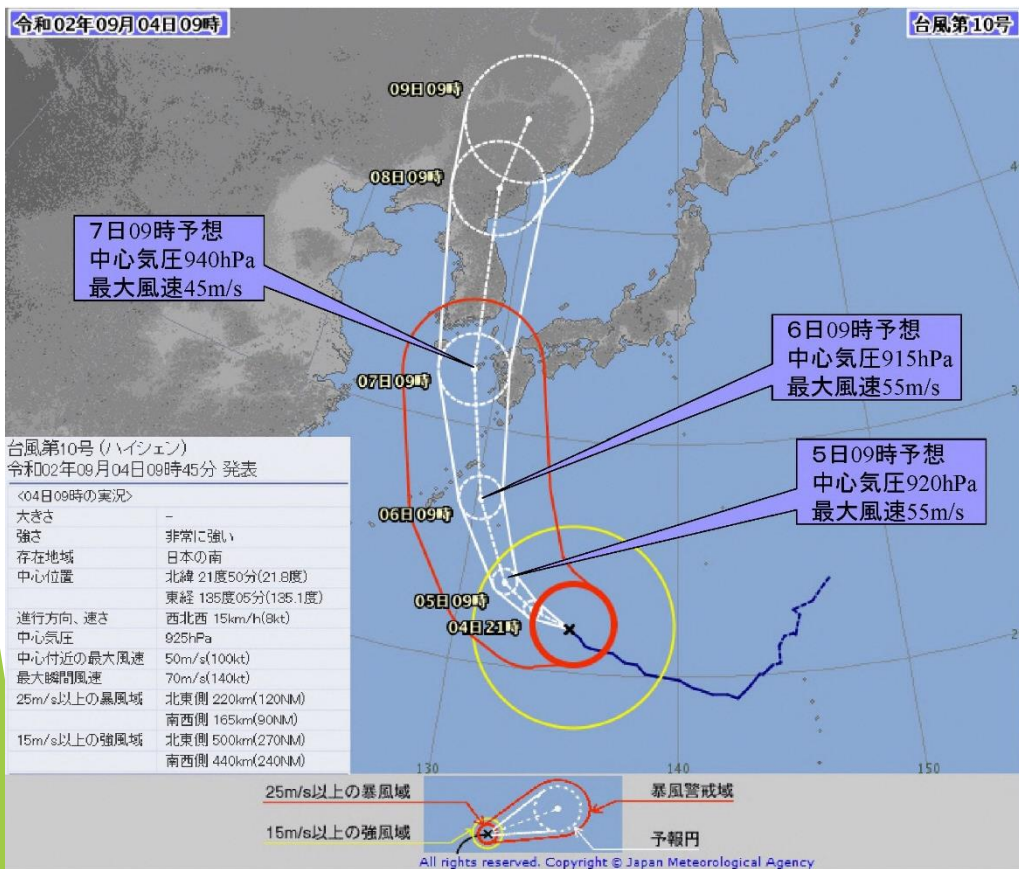 令和02年09月04日09時
台風第10号
09日09時
08日09時
7日09時予想
中心気圧940hPa
最大風速45m/s
6日09時予想
中心気圧915hPa
最大風速55m/s
07日09時
5日09時予想
中心気圧920hPa
最大風速55m/s
06日09時
05日09時
04日21時
台風第10号 (ハイシェン)
令和02年09月04日09時45分 発表
<04日09時の実況>
大きさ -
強さ 非常に強い
存在地域 日本の南
中心位置 北緯 21度50分(21.8度)
東経 135度05分(135.1度)
進行方向、速さ 西北西 15km/h(8kt)
中心気圧 925hPa
中心付近の最大風速 50m/s(100kt)
最大瞬間風速 70m/s(140kt)
25m/s以上の暴風域 北東側 220km(120NM)
南西側 165km(90NM)
15m/s以上の強風域 北東側 500km(270NM)
南西側 440km(240NM)
4
130
140
150
25m/s以上の暴風域
暴風警戒域
15m/s以上の強風域
予報円
All rights reserved. Copyright © Japan Meteorological Agency